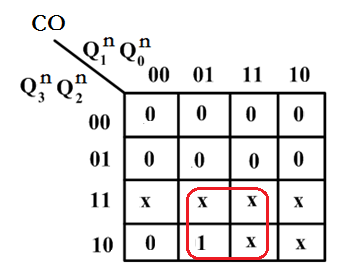 CO
Q₁ⁿ Q₀ⁿ
00 01 11 10
Q₃ⁿ Q₂ⁿ
00 0 0 0 0
01 0 0 0 0
11 x x x x
10 0 1 x x